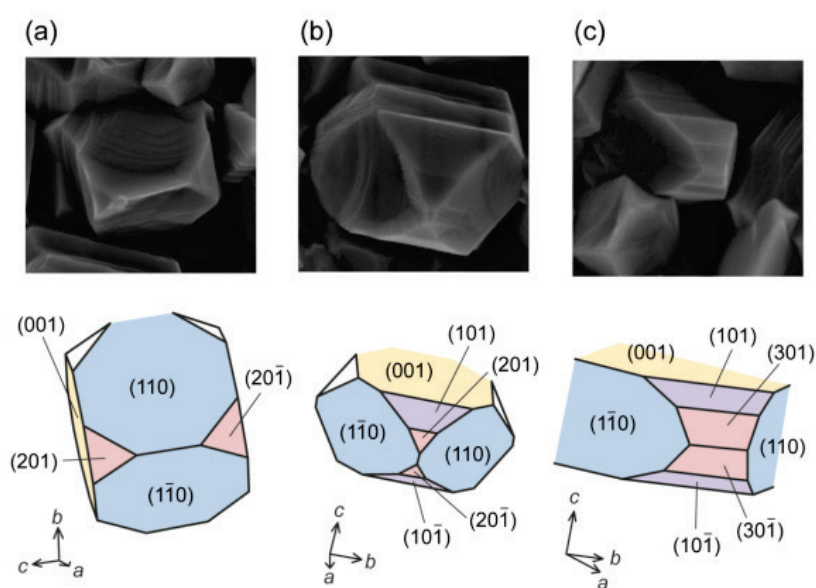 (a)
(b)
(c)
(001)
(110)
(201̄)
(201)
(11̄0)
b
c
a
(101)
(201)
(001)
(11̄0)
(110)
(201̄)
(101̄)
c
b
a
(001)
(101)
(301)
(11̄0)
(110)
(301̄)
(101̄)
c
b
a